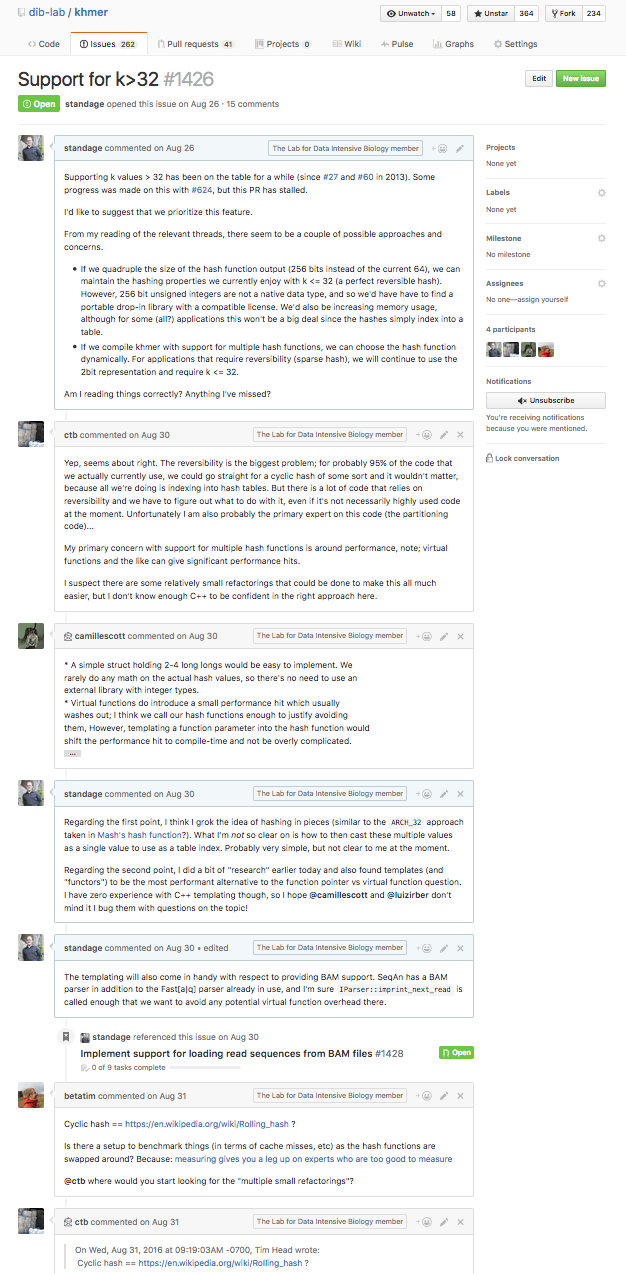 dib-lab / khmer
Unwatch 58
Unstar 364
Fork 234
Code
Issues 262
Pull requests 41
Projects 0
Wiki
Pulse
Graphs
Settings
Support for k>32 #1426
Edit
New issue
Open
standage opened this issue on Aug 26 · 15 comments
standage commented on Aug 26
The Lab for Data Intensive Biology member
Supporting k values > 32 has been on the table for a while (since #27 and #60 in 2013). Some
progress was made on this with #624, but this PR has stalled.
I'd like to suggest that we prioritize this feature.
From my reading of the relevant threads, there seem to be a couple of possible approaches and
concerns.
• If we quadruple the size of the hash function output (256 bits instead of the current 64), we can
maintain the hashing properties we currently enjoy with k <= 32 (a perfect reversible hash).
However, 256 bit unsigned integers are not a native data type, and so we'd have have to find a
portable drop-in library with a compatible license. We'd also be increasing memory usage,
although for some (all?) applications this won't be a big deal since the hashes simply index into a
table.
• If we compile khmer with support for multiple hash functions, we can choose the hash function
dynamically. For applications that require reversibility (sparse hash), we will continue to use the
2bit representation and require k <= 32.
Am I reading things correctly? Anything I've missed?
Projects
None yet
Labels
None yet
Milestone
No milestone
Assignees
No one—assign yourself
4 participants
Notifications
Unsubscribe
You're receiving notifications
because you were mentioned.
Lock conversation
ctb commented on Aug 30
The Lab for Data Intensive Biology member
Yep, seems about right. The reversibility is the biggest problem; for probably 95% of the code that
we actually currently use, we could go straight for a cyclic hash of some sort and it wouldn't matter,
because all we're doing is indexing into hash tables. But there is a lot of code that relies on
reversibility and we have to figure out what to do with it, even if it's not necessarily highly used code
at the moment. Unfortunately I am also probably the primary expert on this code (the partitioning
code)...
My primary concern with support for multiple hash functions is around performance, note; virtual
functions and the like can give significant performance hits.
I suspect there are some relatively small refactorings that could be done to make this all much
easier, but I don't know enough C++ to be confident in the right approach here.
camillescott commented on Aug 30
The Lab for Data Intensive Biology member
* A simple struct holding 2-4 long longs would be easy to implement. We
rarely do any math on the actual hash values, so there's no need to use an
external library with integer types.
* Virtual functions do introduce a small performance hit which usually
washes out; I think we call our hash functions enough to justify avoiding
them, However, templating a function parameter into the hash function would
shift the performance hit to compile-time and not be overly complicated.
...
standage commented on Aug 30
The Lab for Data Intensive Biology member
Regarding the first point, I think I grok the idea of hashing in pieces (similar to the ARCH_32 approach
taken in Mash's hash function?). What I'm not so clear on is how to then cast these multiple values
as a single value to use as a table index. Probably very simple, but not clear to me at the moment.
Regarding the second point, I did a bit of "research" earlier today and also found templates (and
"functors") to be the most performant alternative to the function pointer vs virtual function question.
I have zero experience with C++ templating though, so I hope @camillescott and @luizirber don't
mind it I bug them with questions on the topic!
standage commented on Aug 30 • edited
The Lab for Data Intensive Biology member
The templating will also come in handy with respect to providing BAM support. SeqAn has a BAM
parser in addition to the Fast[a|q] parser already in use, and I'm sure IParser::imprint_next_read is
called enough that we want to avoid any potential virtual function overhead there.
standage referenced this issue on Aug 30
Implement support for loading read sequences from BAM files #1428
Open
0 of 9 tasks complete
betatim commented on Aug 31
The Lab for Data Intensive Biology member
Cyclic hash == https://en.wikipedia.org/wiki/Rolling_hash ?
Is there a setup to benchmark things (in terms of cache misses, etc) as the hash functions are
swapped around? Because: measuring gives you a leg up on experts who are too good to measure
@ctb where would you start looking for the "multiple small refactorings"?
ctb commented on Aug 31
The Lab for Data Intensive Biology member
On Wed, Aug 31, 2016 at 09:19:03AM -0700, Tim Head wrote:
Cyclic hash == https://en.wikipedia.org/wiki/Rolling_hash ?